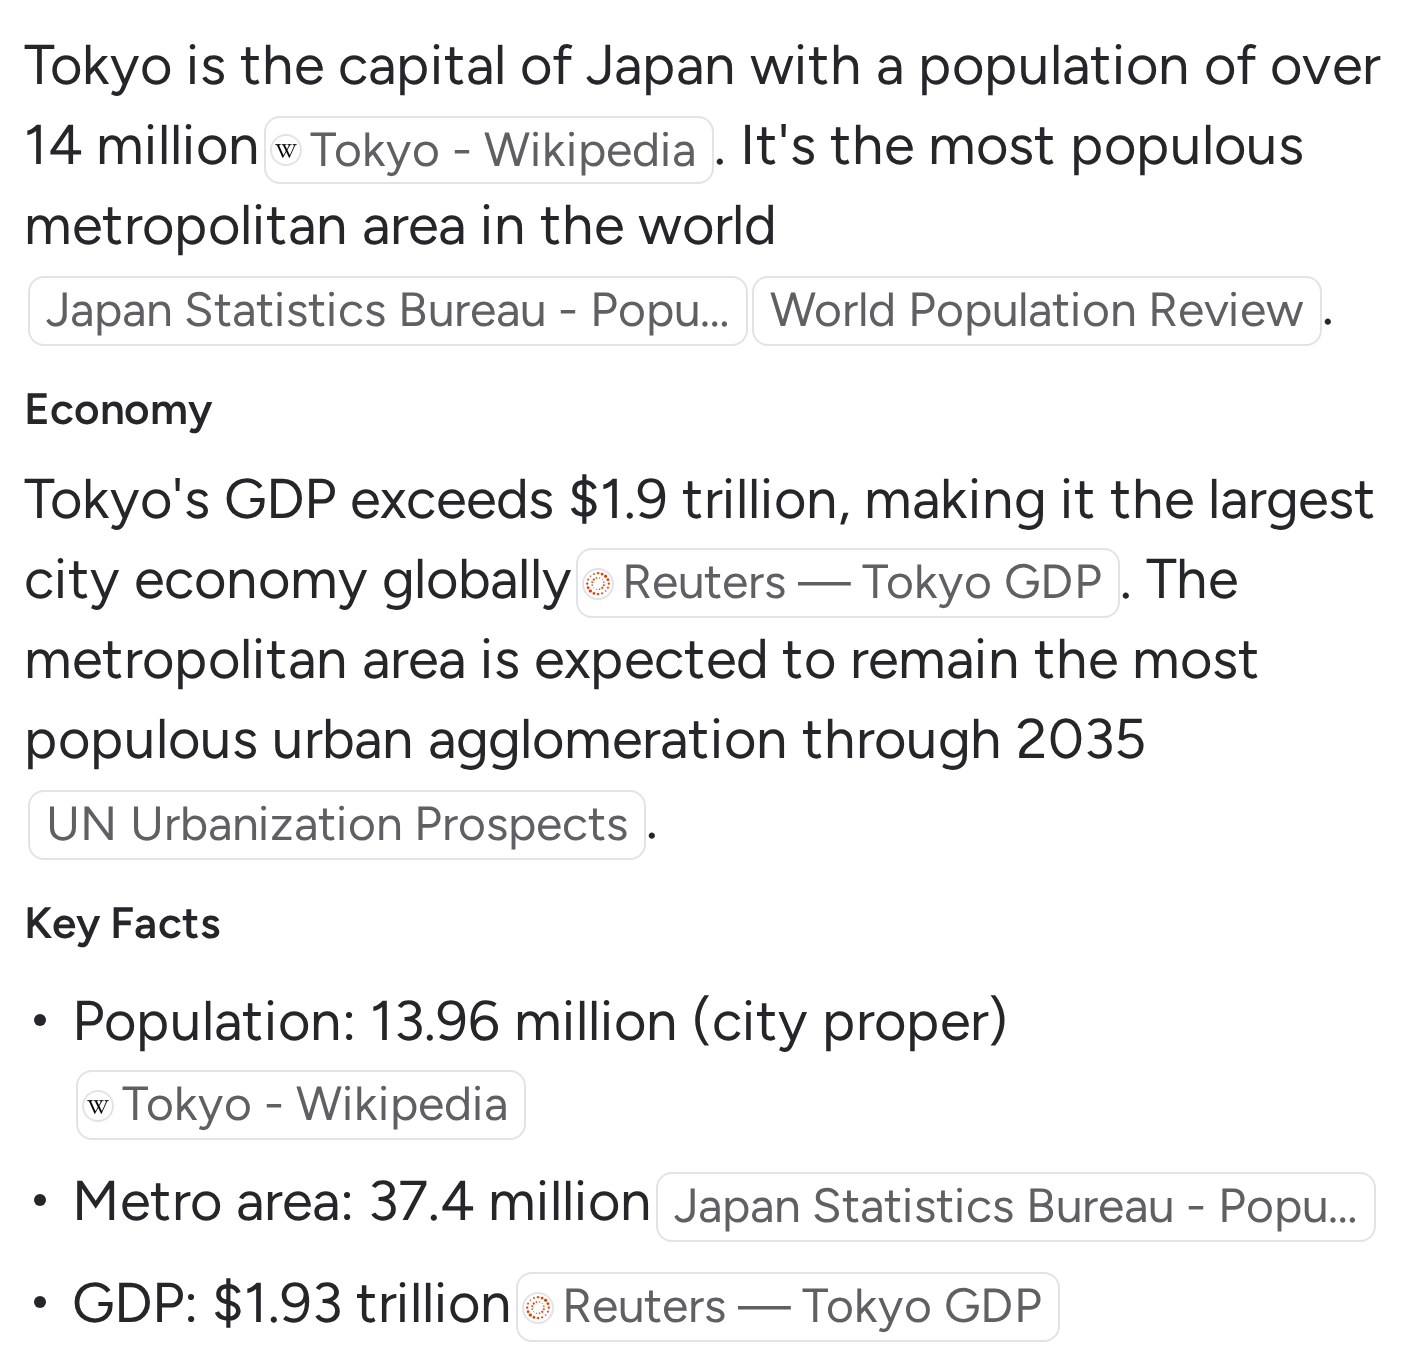 Tokyo is the capital of Japan with a population of over
14 million W Tokyo - Wikipedia . It's the most populous
metropolitan area in the world
Japan Statistics Bureau - Popu... World Population Review .
Economy
Tokyo's GDP exceeds $1.9 trillion, making it the largest
city economy globally Reuters — Tokyo GDP . The
metropolitan area is expected to remain the most
populous urban agglomeration through 2035
UN Urbanization Prospects .
Key Facts
• Population: 13.96 million (city proper)
W Tokyo - Wikipedia
• Metro area: 37.4 million Japan Statistics Bureau - Popu...
• GDP: $1.93 trillion Reuters — Tokyo GDP